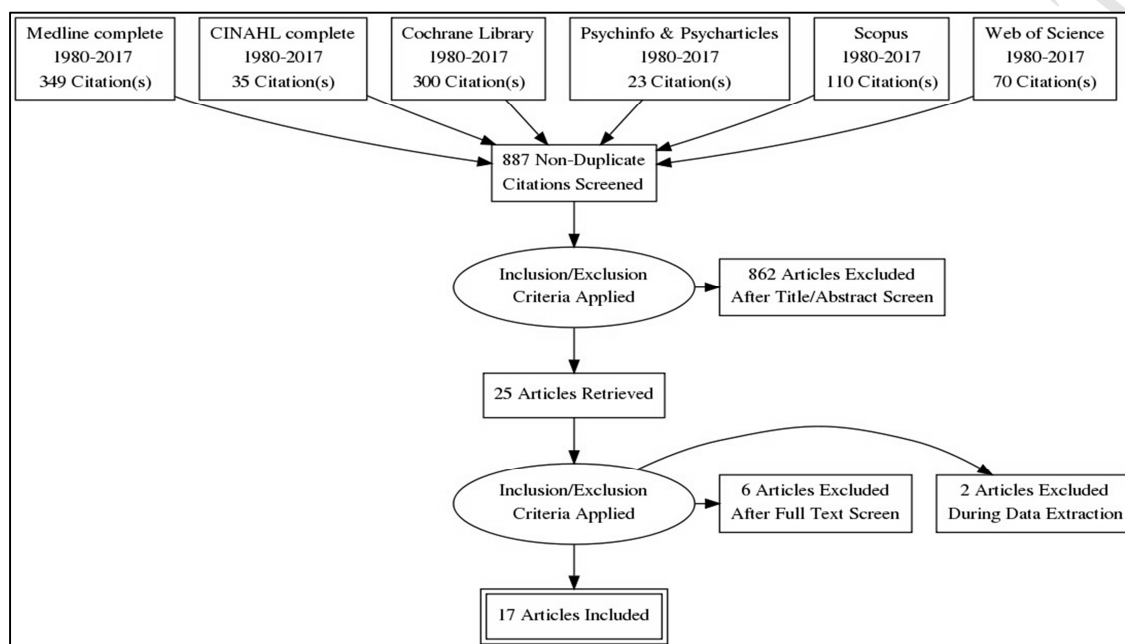 Medline complete
1980-2017
349 Citation(s)
CINAHL complete
1980-2017
35 Citation(s)
Cochrane Library
1980-2017
300 Citation(s)
Psychinfo & Psycharticles
1980-2017
23 Citation(s)
Scopus
1980-2017
110 Citation(s)
Web of Science
1980-2017
70 Citation(s)
887 Non-Duplicate
Citations Screened
Inclusion/Exclusion
Criteria Applied
862 Articles Excluded
After Title/Abstract Screen
25 Articles Retrieved
Inclusion/Exclusion
Criteria Applied
6 Articles Excluded
After Full Text Screen
2 Articles Excluded
During Data Extraction
17 Articles Included